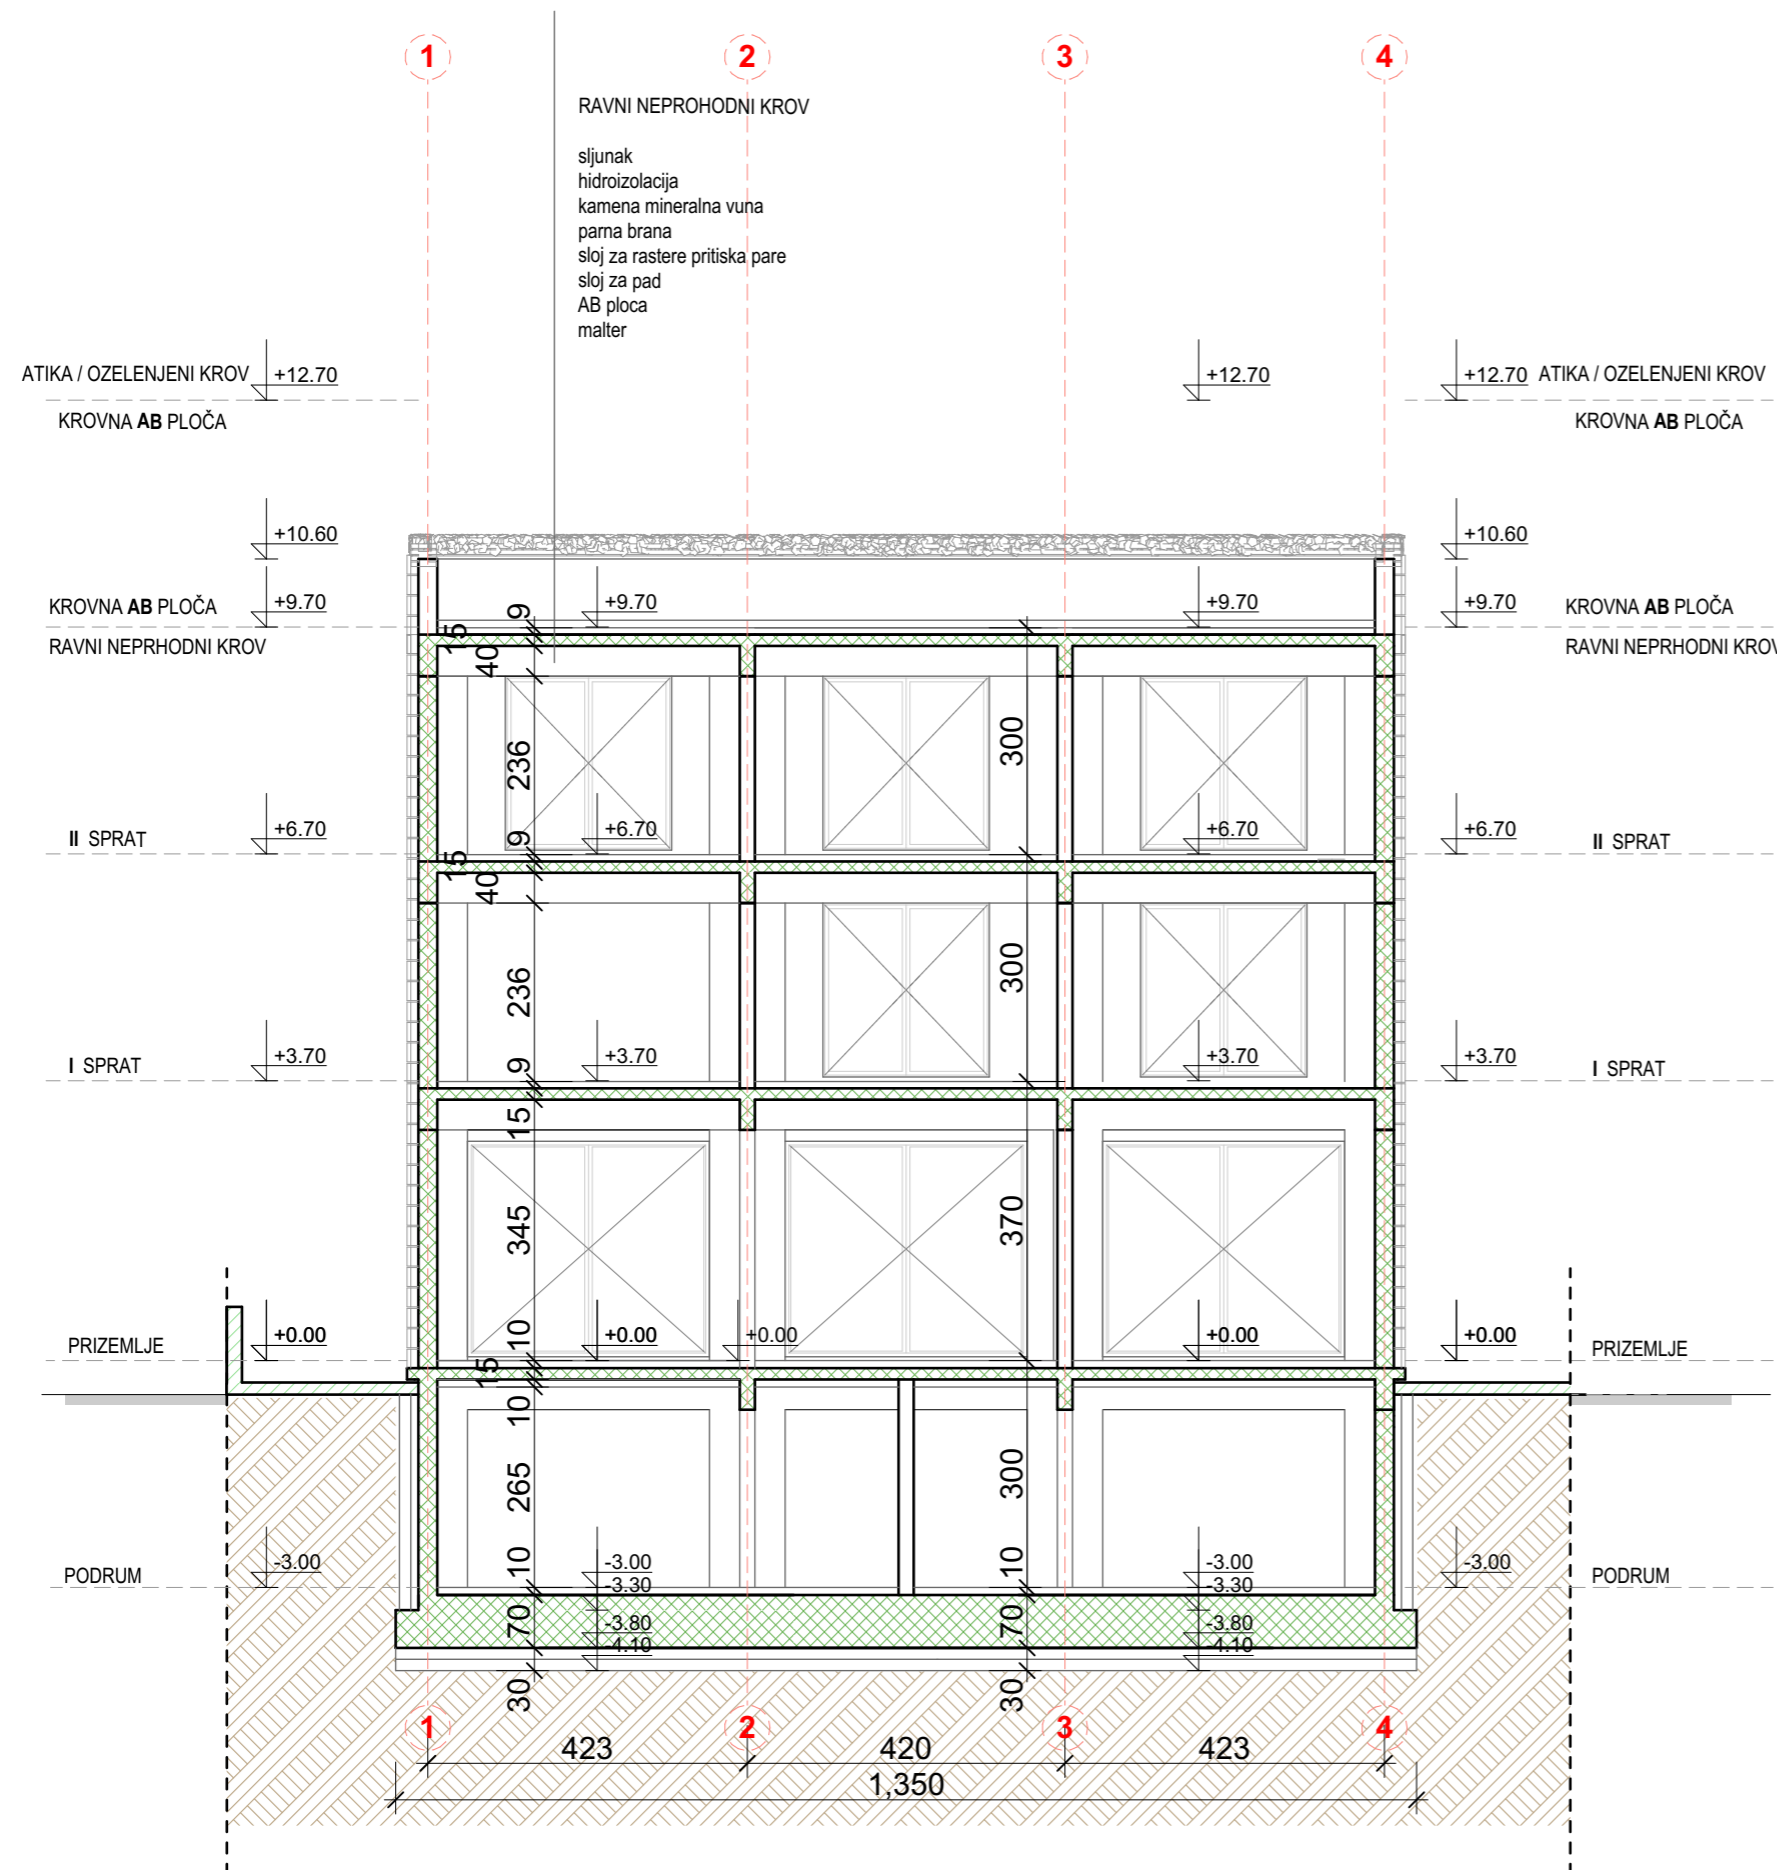 1 2 3 4
RAVNI NEPROHODNI KROV
sljunak
hidroizolacija
kamena mineralna vuna
parna brana
sloj za rastere pritiska pare
sloj za pad
AB ploca
malter
ATIKA / OZELENJENI KROV +12.70 +12.70 +12.70 ATIKA / OZELENJENI KROV
KROVNA AB PLOČA KROVNA AB PLOČA
+10.60 +10.60
KROVNA AB PLOČA +9.70 9 +9.70 +9.70 +9.70 KROVNA AB PLOČA
RAVNI NEPRHODNI KROV 15 RAVNI NEPRHODNI KROV
40
236 300
II SPRAT +6.70 9 +6.70 +6.70 +6.70 II SPRAT
15
40
236 300
I SPRAT +3.70 9 +3.70 +3.70 +3.70 I SPRAT
15
345 370
PRIZEMLJE +0.00 10 +0.00 +0.00 +0.00 +0.00 PRIZEMLJE
15
10
265 300
PODRUM -3.00 10 -3.00 10 -3.00 -3.00 PODRUM
-3.30 -3.30
70 -3.80 70 -3.80
-4.10 -4.10
30 30
1 2 3 4
423 420 423
1,350